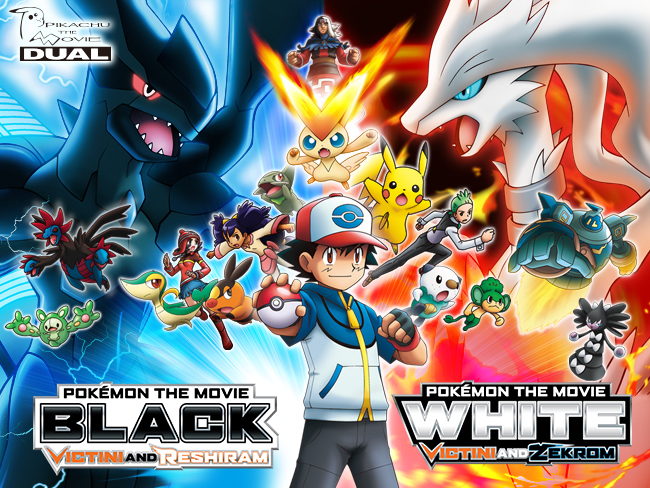 PIKACHU
THE
MOVIE
DUAL
POKÉMON THE MOVIE
BLACK
VICTINI AND RESHIRAM
POKÉMON THE MOVIE
WHITE
VICTINI AND ZEKROM